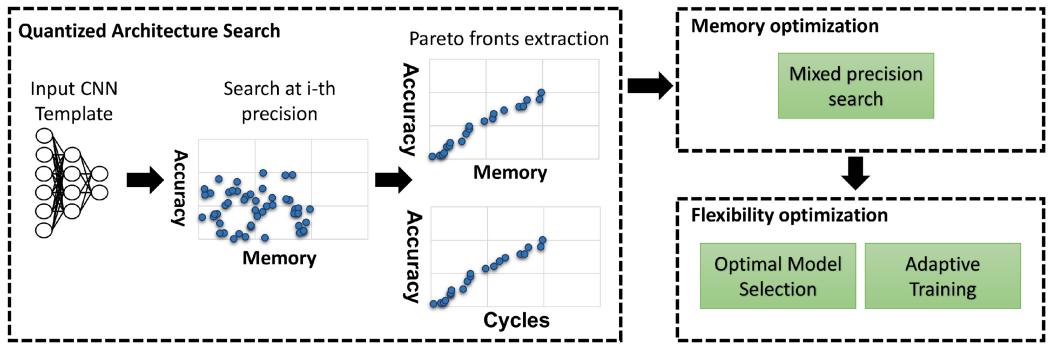 Quantized Architecture Search
Input CNN
Template
Search at i-th
precision
Accuracy
Memory
Pareto fronts extraction
Accuracy
Memory
Accuracy
Cycles
Memory optimization
Mixed precision
search
Flexibility optimization
Optimal Model
Selection
Adaptive
Training